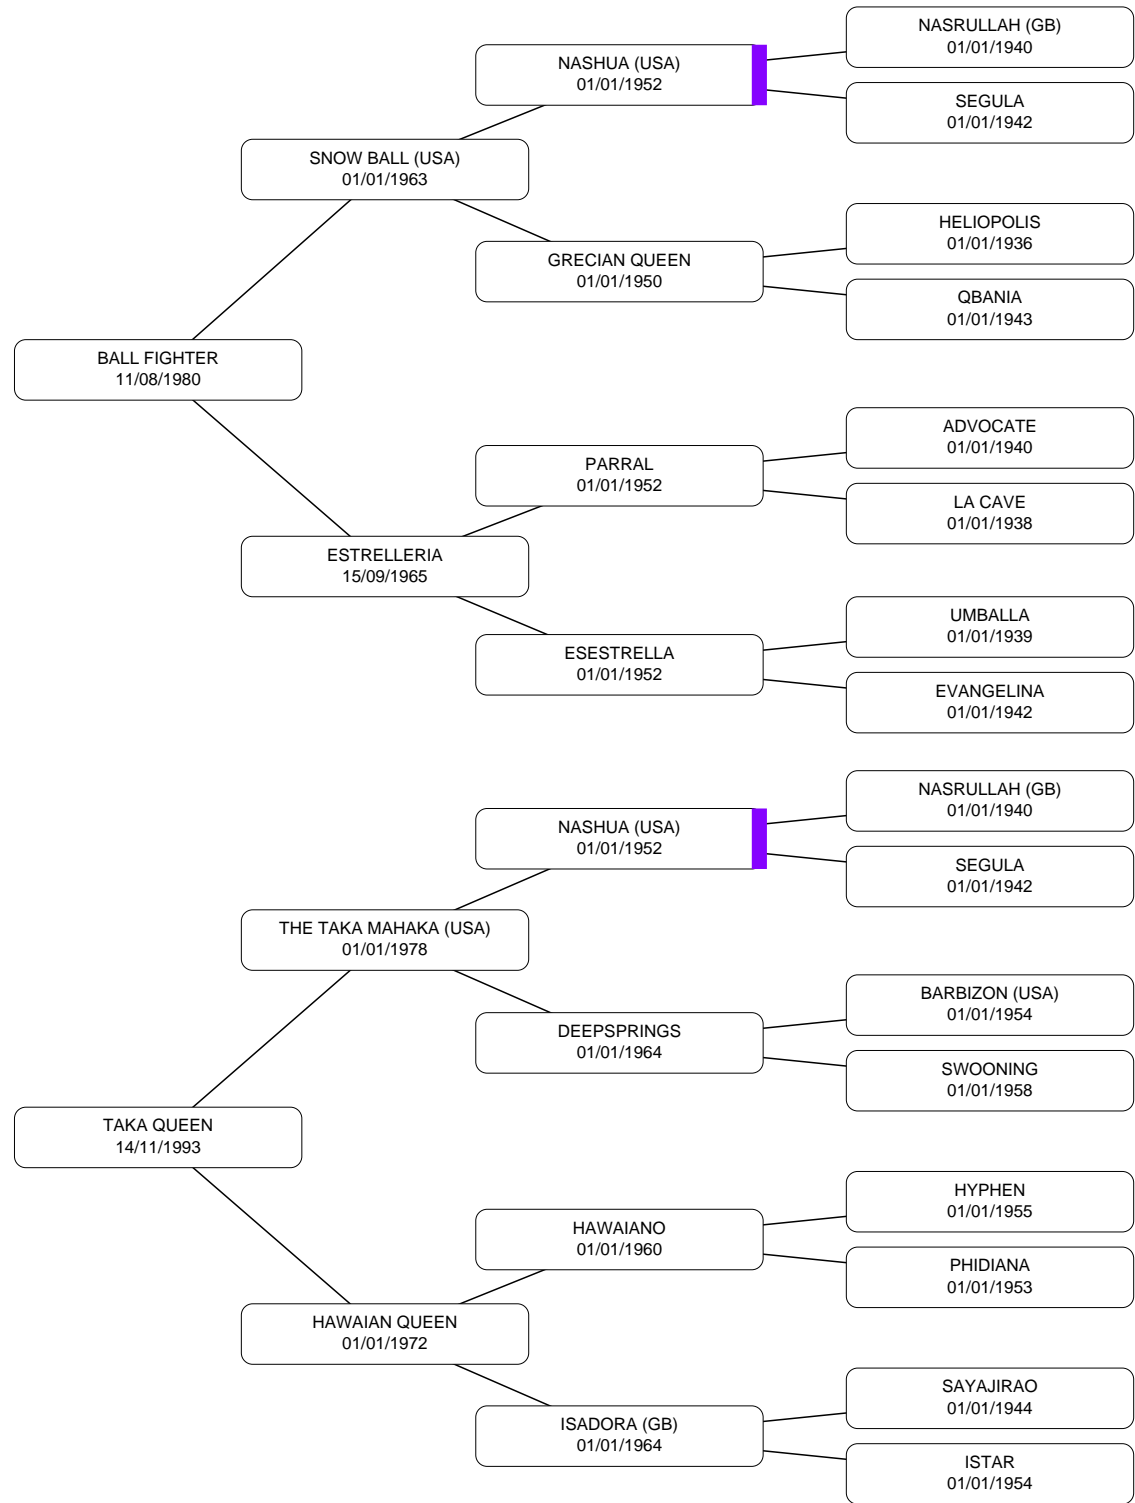 NASRULLAH (GB)
01/01/1940
NASHUA (USA)
01/01/1952
SEGULA
01/01/1942
SNOW BALL (USA)
01/01/1963
HELIOPOLIS
01/01/1936
GRECIAN QUEEN
01/01/1950
QBANIA
01/01/1943
BALL FIGHTER
11/08/1980
ADVOCATE
01/01/1940
PARRAL
01/01/1952
LA CAVE
01/01/1938
ESTRELLERIA
15/09/1965
UMBALLA
01/01/1939
ESESTRELLA
01/01/1952
EVANGELINA
01/01/1942
NASRULLAH (GB)
01/01/1940
NASHUA (USA)
01/01/1952
SEGULA
01/01/1942
THE TAKA MAHAKA (USA)
01/01/1978
BARBIZON (USA)
01/01/1954
DEEPSPRINGS
01/01/1964
SWOONING
01/01/1958
TAKA QUEEN
14/11/1993
HYPHEN
01/01/1955
HAWAIANO
01/01/1960
PHIDIANA
01/01/1953
HAWAIAN QUEEN
01/01/1972
SAYAJIRAO
01/01/1944
ISADORA (GB)
01/01/1964
ISTAR
01/01/1954